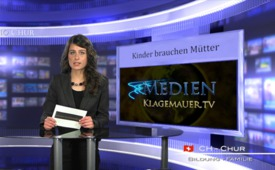 Kinder brauchen Mütter
MEDIEN
KLAGEMAUER.TV
CH-CHUR
BILDUNG
FAMILIE